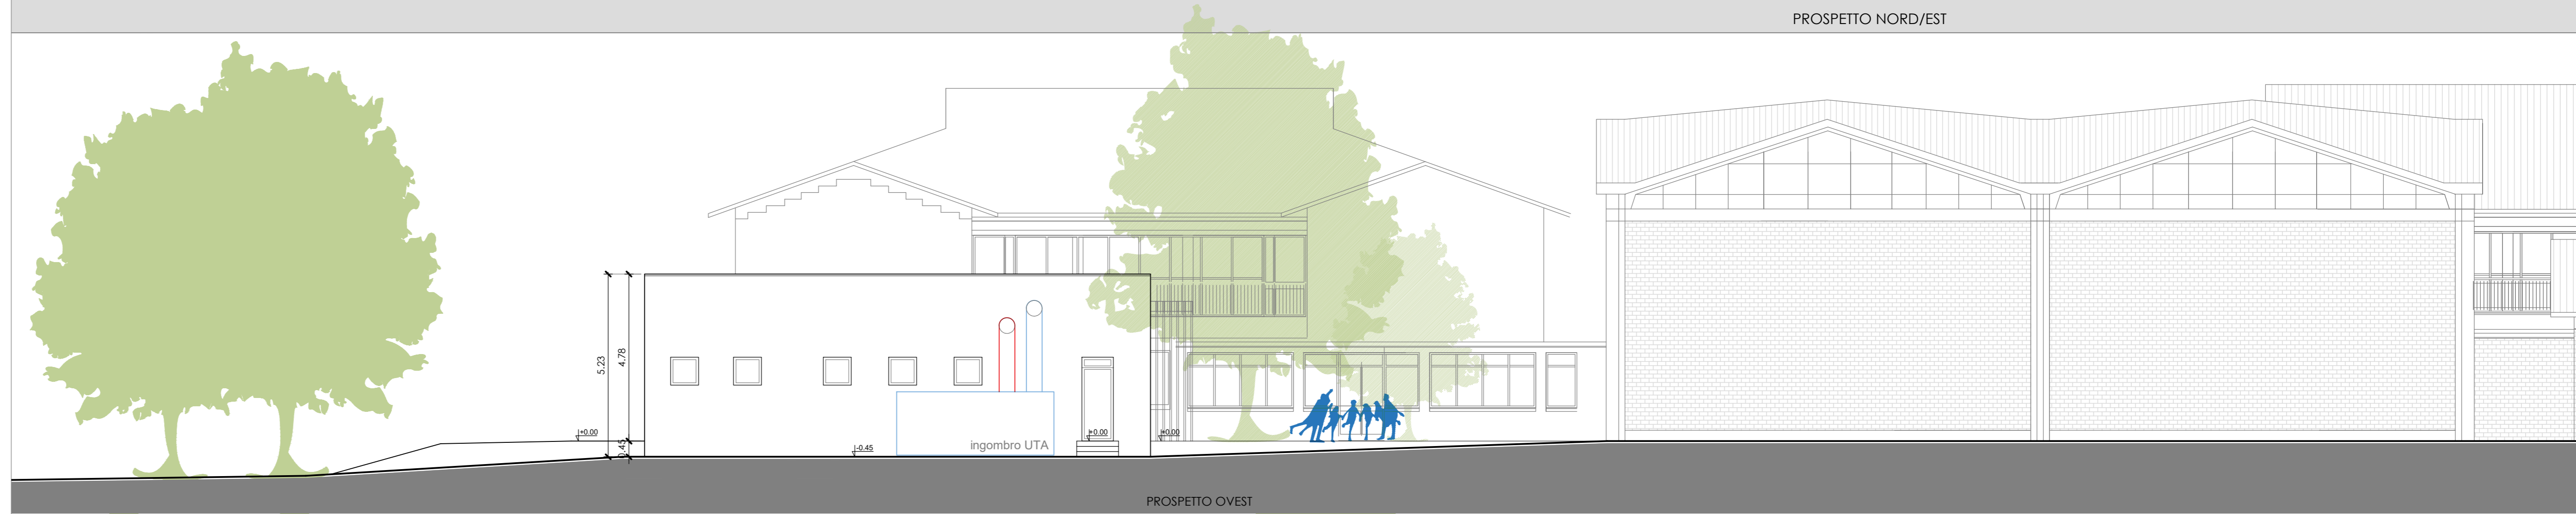 PROSPETTO NORD/EST
5.23
4.78
0.45
+0.00
-0.45
ingombro UTA
+0.00
+0.00
PROSPETTO OVEST